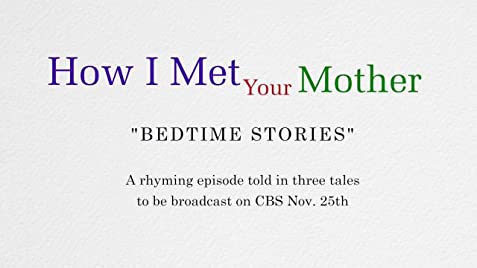 How I Met Your Mother
"BEDTIME STORIES"
A rhyming episode told in three tales
to be broadcast on CBS Nov. 25th